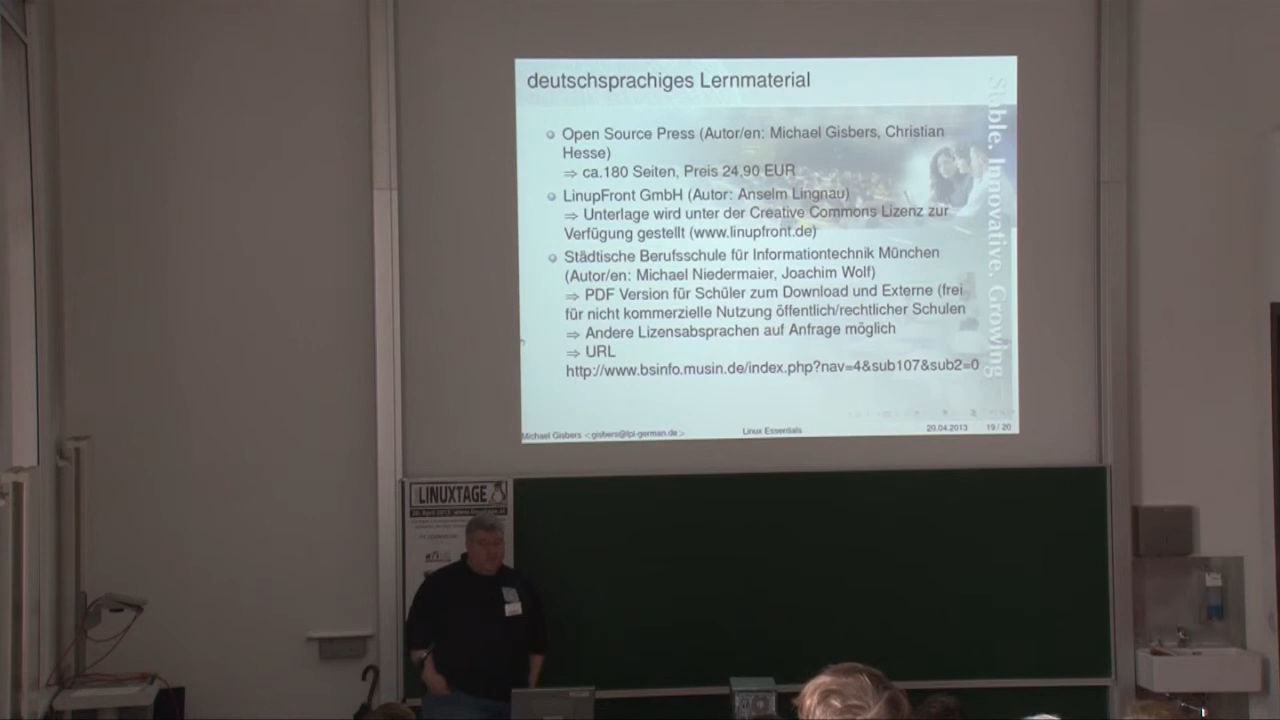 deutschsprachiges Lernmaterial
Open Source Press (Autor/en: Michael Gisbers, Christian
Hesse)
⇒ ca.180 Seiten, Preis 24,90 EUR
LinupFront GmbH (Autor: Anselm Lingnau)
⇒ Unterlage wird unter der Creative Commons Lizenz zur
Verfügung gestellt (www.linupfront.de)
Städtische Berufsschule für Informationtechnik München
(Autor/en: Michael Niedermaier, Joachim Wolf)
⇒ PDF Version für Schüler zum Download und Externe (frei
für nicht kommerzielle Nutzung öffentlich/rechtlicher Schulen
⇒ Andere Lizensabsprachen auf Anfrage möglich
⇒ URL
http://www.bsinfo.musin.de/index.php?nav=4&sub107&sub2=0
Stable. Innovative. Growing
Michael Gisbers <gisbers@lpi-german.de>
Linux Essentials
20.04.2013
19 / 20
LINUXTAGE